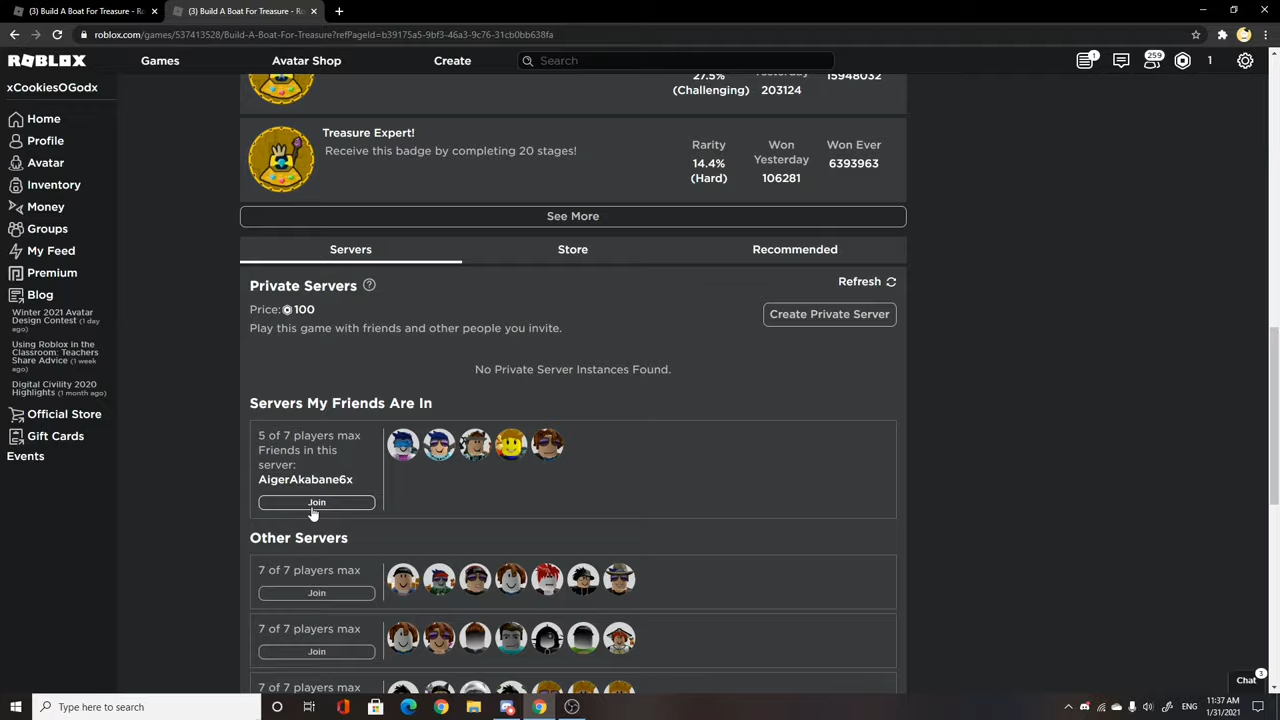 (3) Build A Boat For Treasure - Ro
(3) Build A Boat For Treasure - Ro
roblox.com/games/537413528/Build-A-Boat-For-Treasure?refPageId=b39175a5-9bf3-46a3-9c76-31cb0bb638fa
ROBLOX
Games
Avatar Shop
Create
Search
1
259
1
xCookiesOGodx
Home
Profile
Avatar
Inventory
Money
Groups
My Feed
Premium
Blog
Winter 2021 Avatar
Design Contest (1 day
ago)
Using Roblox in the
Classroom: Teachers
Share Advice (1 week
ago)
Digital Civility 2020
Highlights (1 month ago)
Official Store
Gift Cards
Events
27.5%
(Challenging)
203124
15948032
Treasure Expert!
Receive this badge by completing 20 stages!
Rarity
14.4%
(Hard)
Won
Yesterday
106281
Won Ever
6393963
See More
Servers
Store
Recommended
Private Servers ?
Refresh
Price: 100
Create Private Server
Play this game with friends and other people you invite.
No Private Server Instances Found.
Servers My Friends Are In
5 of 7 players max
Friends in this
server:
AigerAkabane6x
Join
Other Servers
7 of 7 players max
Join
7 of 7 players max
Join
7 of 7 players max
Chat 3
Type here to search
ENG
11:37 AM
1/31/2021